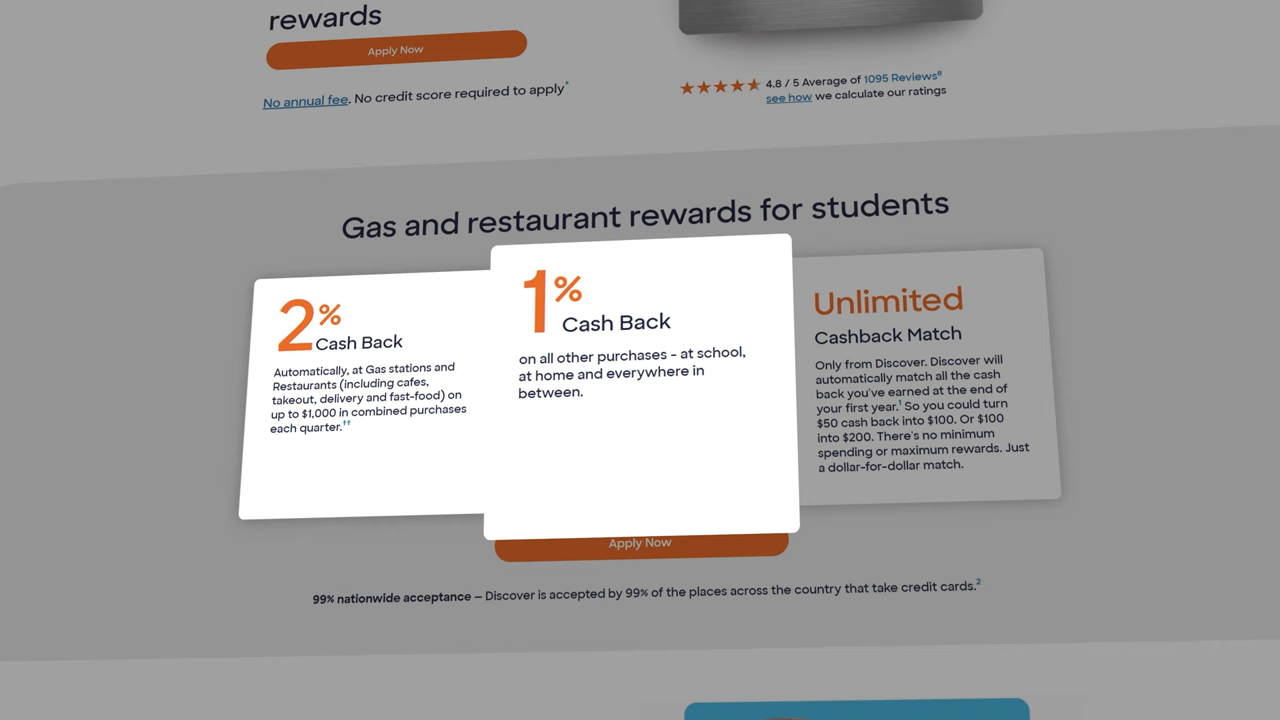 rewards
Apply Now
No annual fee. No credit score required to apply*
4.8 / 5 Average of 1095 Reviews⁸
see how we calculate our ratings
Gas and restaurant rewards for students
2%
Cash Back
Automatically, at Gas stations and
Restaurants (including cafes,
takeout, delivery and fast-food) on
up to $1,000 in combined purchases
each quarter.††
1%
Cash Back
on all other purchases - at school,
at home and everywhere in
between.
Unlimited
Cashback Match
Only from Discover. Discover will
automatically match all the cash
back you've earned at the end of
your first year.¹ So you could turn
$50 cash back into $100. Or $100
into $200. There's no minimum
spending or maximum rewards. Just
a dollar-for-dollar match.
Apply Now
99% nationwide acceptance – Discover is accepted by 99% of the places across the country that take credit cards.²